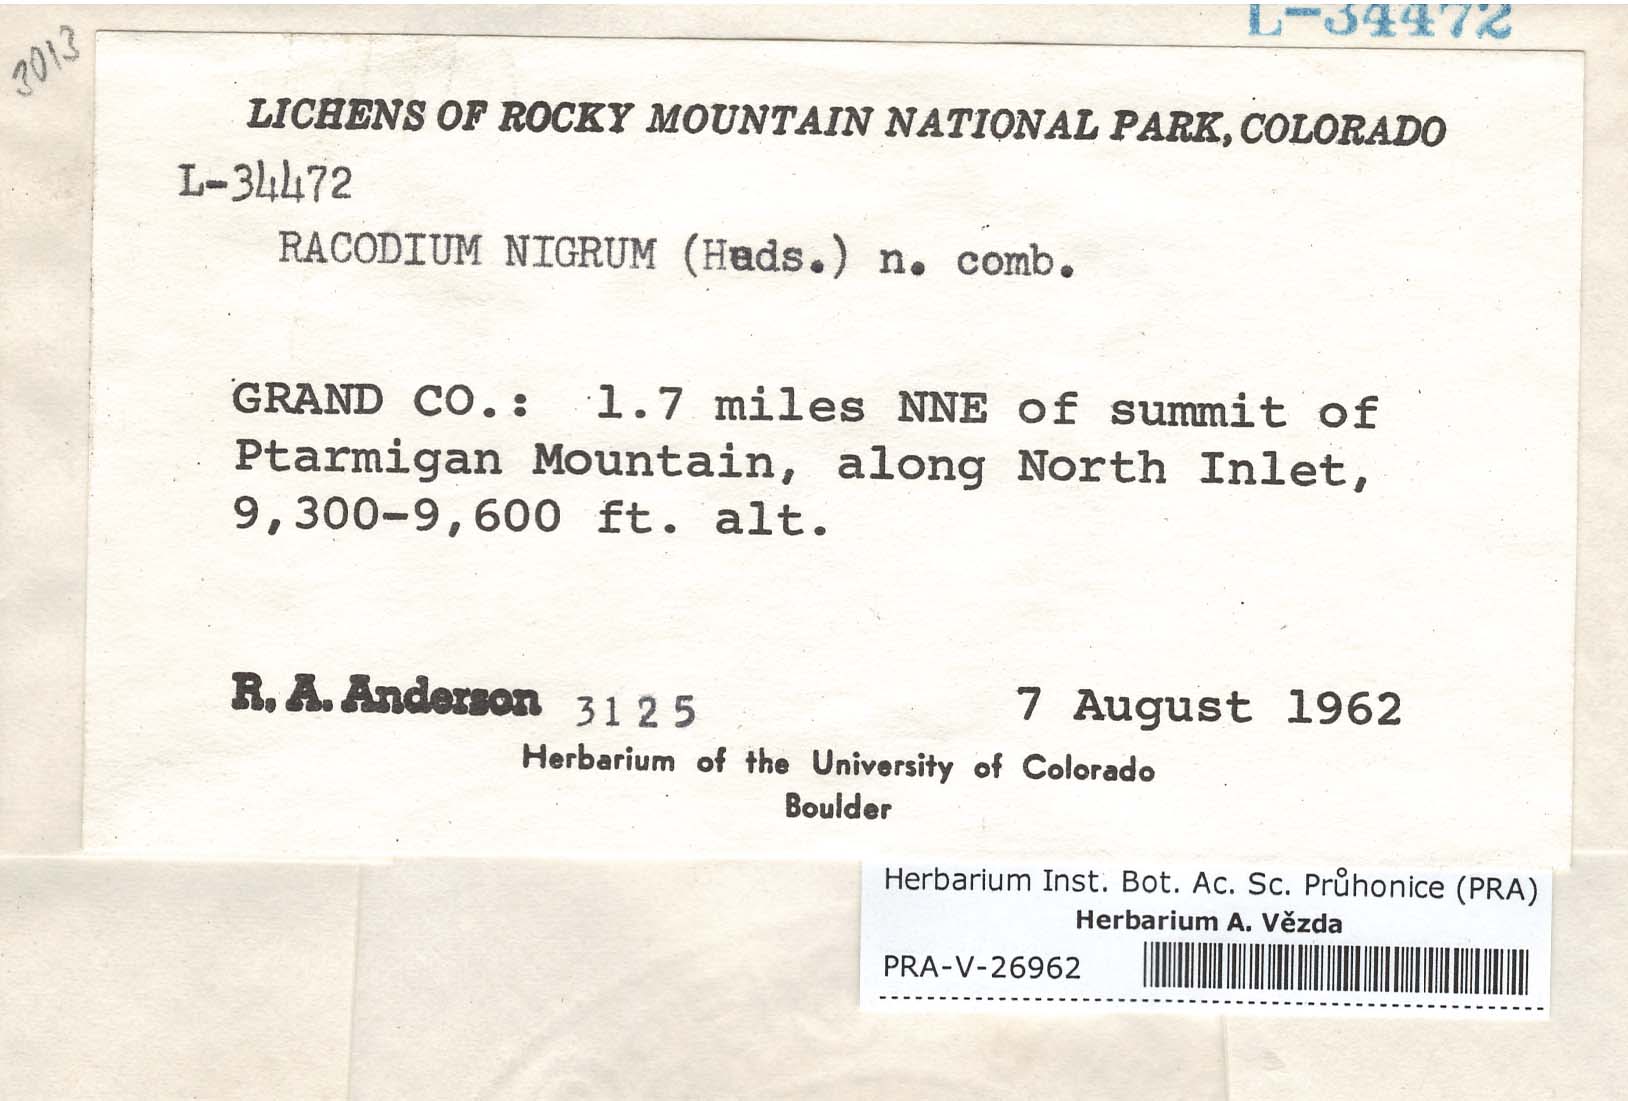 L-34472
3013
LICHENS OF ROCKY MOUNTAIN NATIONAL PARK, COLORADO
L-34472
RACODIUM NIGRUM (Huds.) n. comb.
GRAND CO.: 1.7 miles NNE of summit of
Ptarmigan Mountain, along North Inlet,
9,300-9,600 ft. alt.
R. A. Anderson 3125 7 August 1962
Herbarium of the University of Colorado
Boulder
Herbarium Inst. Bot. Ac. Sc. Průhonice (PRA)
Herbarium A. Vězda
PRA-V-26962